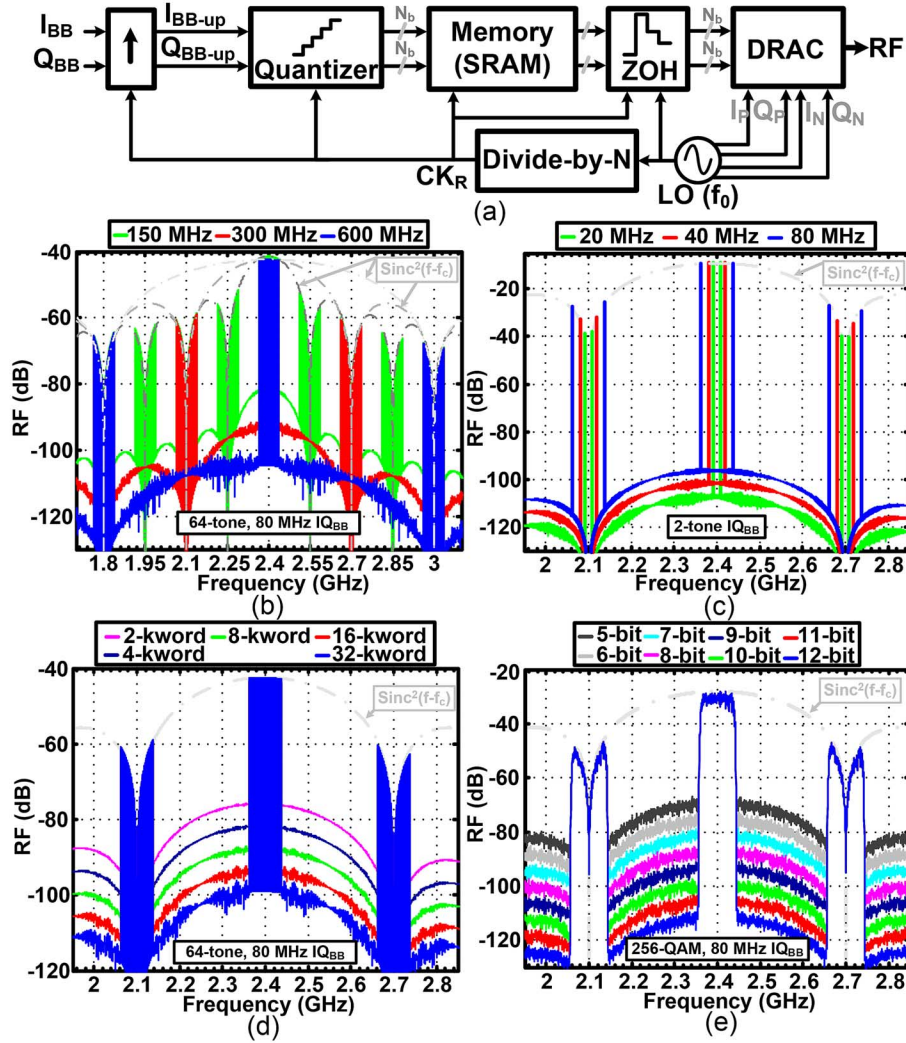 I_BB
Q_BB
I_BB-up
Q_BB-up
Quantizer
N_b
N_b
Memory
(SRAM)
ZOH
N_b
N_b
DRAC
RF
I_P Q_P I_N Q_N
CK_R
Divide-by-N
LO (f_0)
(a)
150 MHz 300 MHz 600 MHz
-40
-60
-80
-100
-120
RF (dB)
Sinc²(f-f_c)
64-tone, 80 MHz IQ_BB
1.8 1.95 2.1 2.25 2.4 2.55 2.7 2.85 3
Frequency (GHz)
(b)
20 MHz 40 MHz 80 MHz
-20
-40
-60
-80
-100
-120
RF (dB)
Sinc²(f-f_c)
2-tone IQ_BB
2 2.1 2.2 2.3 2.4 2.5 2.6 2.7 2.8
Frequency (GHz)
(c)
2-kword 8-kword 16-kword
4-kword 32-kword
-40
-60
-80
-100
-120
RF (dB)
Sinc²(f-f_c)
64-tone, 80 MHz IQ_BB
2 2.1 2.2 2.3 2.4 2.5 2.6 2.7 2.8
Frequency (GHz)
(d)
5-bit 7-bit 9-bit 11-bit
6-bit 8-bit 10-bit 12-bit
-20
-40
-60
-80
-100
-120
RF (dB)
Sinc²(f-f_c)
256-QAM, 80 MHz IQ_BB
2 2.1 2.2 2.3 2.4 2.5 2.6 2.7 2.8
Frequency (GHz)
(e)